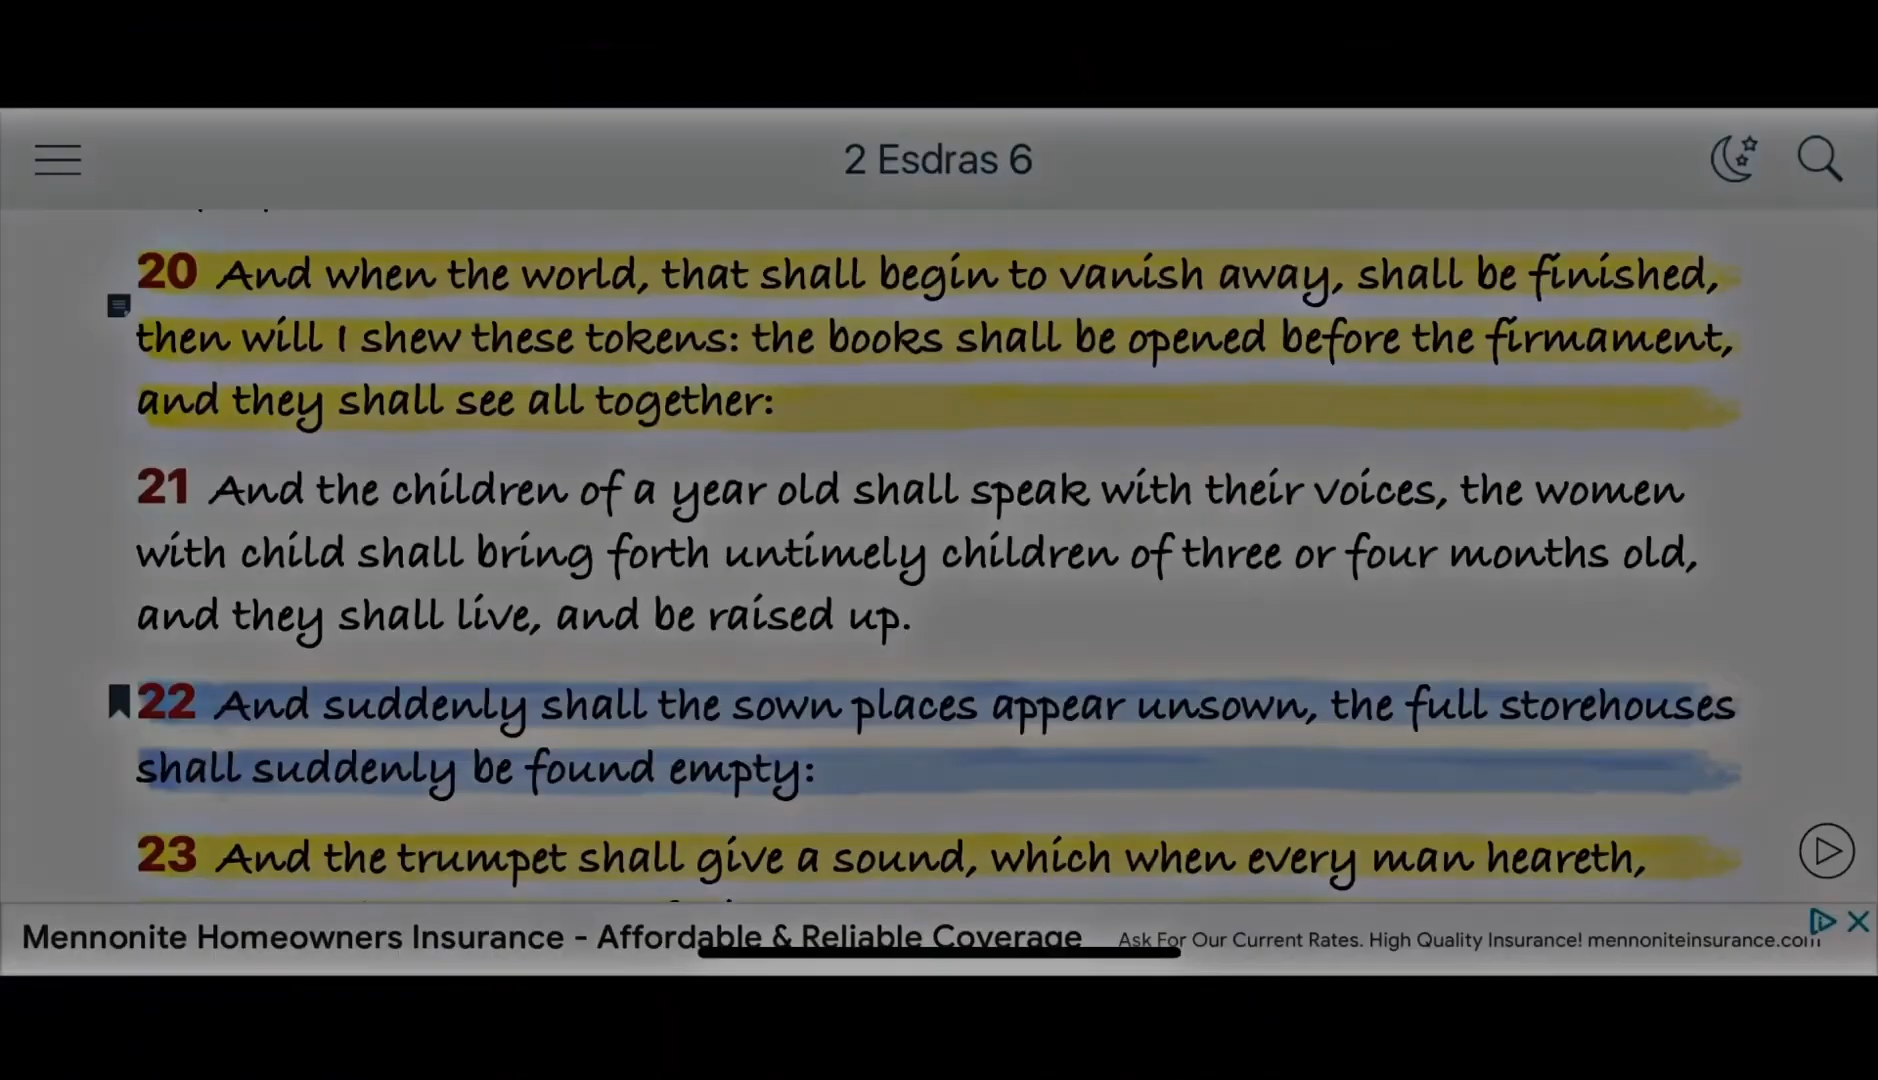 2 Esdras 6
20 And when the world, that shall begin to vanish away, shall be finished,
then will I shew these tokens: the books shall be opened before the firmament,
and they shall see all together:
21 And the children of a year old shall speak with their voices, the women
with child shall bring forth untimely children of three or four months old,
and they shall live, and be raised up.
22 And suddenly shall the sown places appear unsown, the full storehouses
shall suddenly be found empty:
23 And the trumpet shall give a sound, which when every man heareth,
Mennonite Homeowners Insurance - Affordable & Reliable Coverage Ask For Our Current Rates. High Quality Insurance! mennoniteinsurance.com